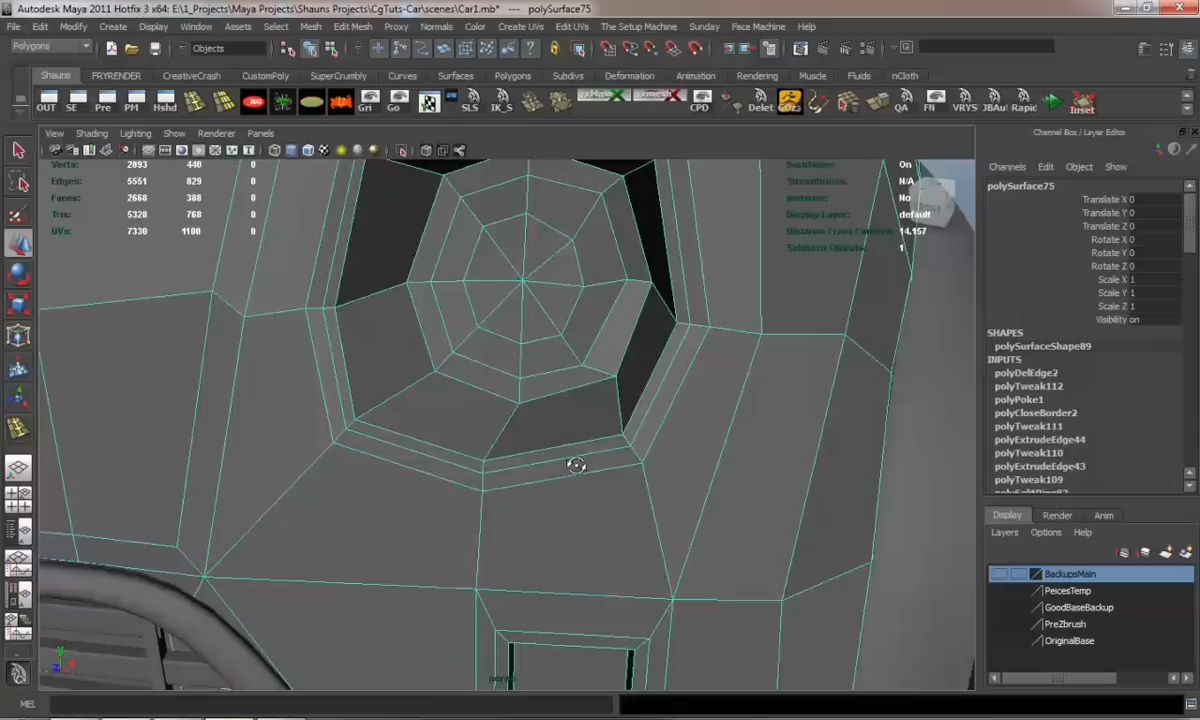 Autodesk Maya 2011 Hotfix 3 x64: E:\1_Projects\Maya Projects\Shauns Projects\CgTuts-Car\scenes\Car1.mb* --- polySurface75
File Edit Modify Create Display Window Assets Select Mesh Edit Mesh Proxy Normals Color Create UVs Edit UVs The Setup Machine Sunday Face Machine Help
Polygons Objects
Shauns FRYRENDER CreativeCrash CustomPoly SuperCrumbly Curves Surfaces Polygons Subdivs Deformation Animation Rendering Muscle Fluids nCloth
OUT SE Pre PM Hshd Gri Go SLS IK_S CPD Delet GOzs QA FN VRYS JBAu Rapic Inset
View Shading Lighting Show Renderer Panels
Channel Box / Layer Editor
Channels Edit Object Show
Verts: 2893 440 0
Edges: 5551 829 0
Faces: 2668 388 0
Tris: 5328 768 0
UVs: 7330 1100 0
Backfaces: On
Smoothness: N/A
Instances: N/A
Display Layer: default
Distance From Camera: 14.157
Selected Objects: 1
polySurface75
Translate X 0
Translate Y 0
Translate Z 0
Rotate X 0
Rotate Y 0
Rotate Z 0
Scale X 1
Scale Y 1
Scale Z 1
Visibility on
SHAPES
polySurfaceShape89
INPUTS
polyDelEdge2
polyTweak112
polyPoke1
polyCloseBorder2
polyTweak111
polyExtrudeEdge44
polyTweak110
polyExtrudeEdge43
polyTweak109
Display Render Anim
Layers Options Help
BackupsMain
PeicesTemp
GoodBaseBackup
PreZbrush
OriginalBase
MEL